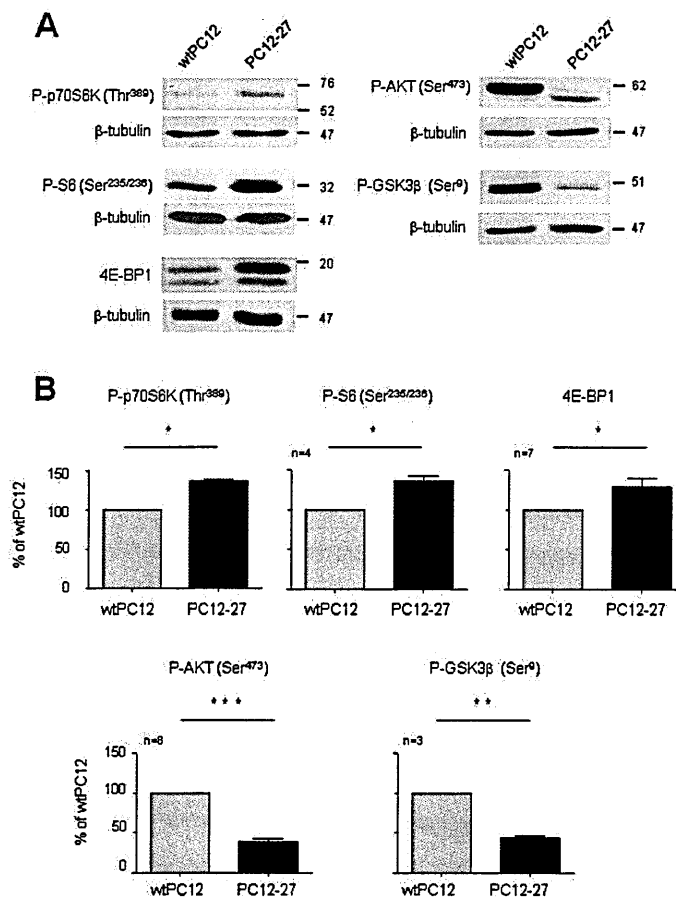 A
wtPC12 PC12-27
P-p70S6K (Thr389) 76
52
β-tubulin 47
P-S6 (Ser235/236) 32
β-tubulin 47
4E-BP1 20
β-tubulin 47
wtPC12 PC12-27
P-AKT (Ser473) 62
β-tubulin 47
P-GSK3β (Ser9) 51
β-tubulin 47
B
P-p70S6K (Thr389) P-S6 (Ser235/236) 4E-BP1
* * *
n=4 n=7
% of wtPC12
150
100
50
0
wtPC12 PC12-27 wtPC12 PC12-27 wtPC12 PC12-27
P-AKT (Ser473) P-GSK3β (Ser9)
*** **
n=8 n=3
% of wtPC12
150
100
50
0
150
100
50
0
wtPC12 PC12-27 wtPC12 PC12-27